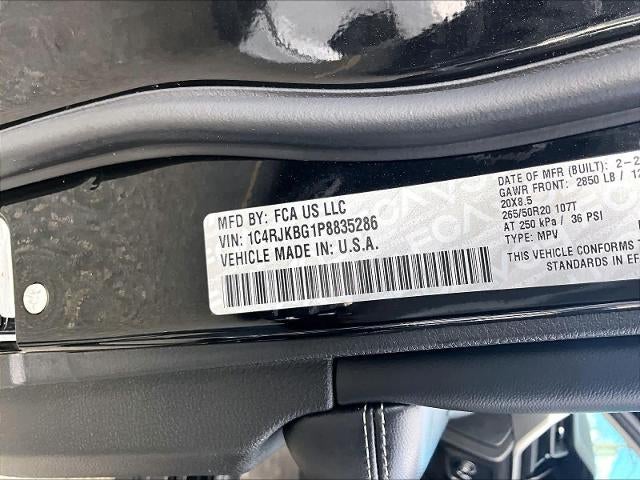 MFD BY: FCA US LLC
VIN: 1C4RJKBG1P8835286
VEHICLE MADE IN: U.S.A.
DATE OF MFR (BUILT): 2-2
GAWR FRONT: 2850 LB / 12
20X8.5
265/50R20 107T
AT 250 kPa / 36 PSI
TYPE: MPV
THIS VEHICLE CONFORMS
STANDARDS IN EF